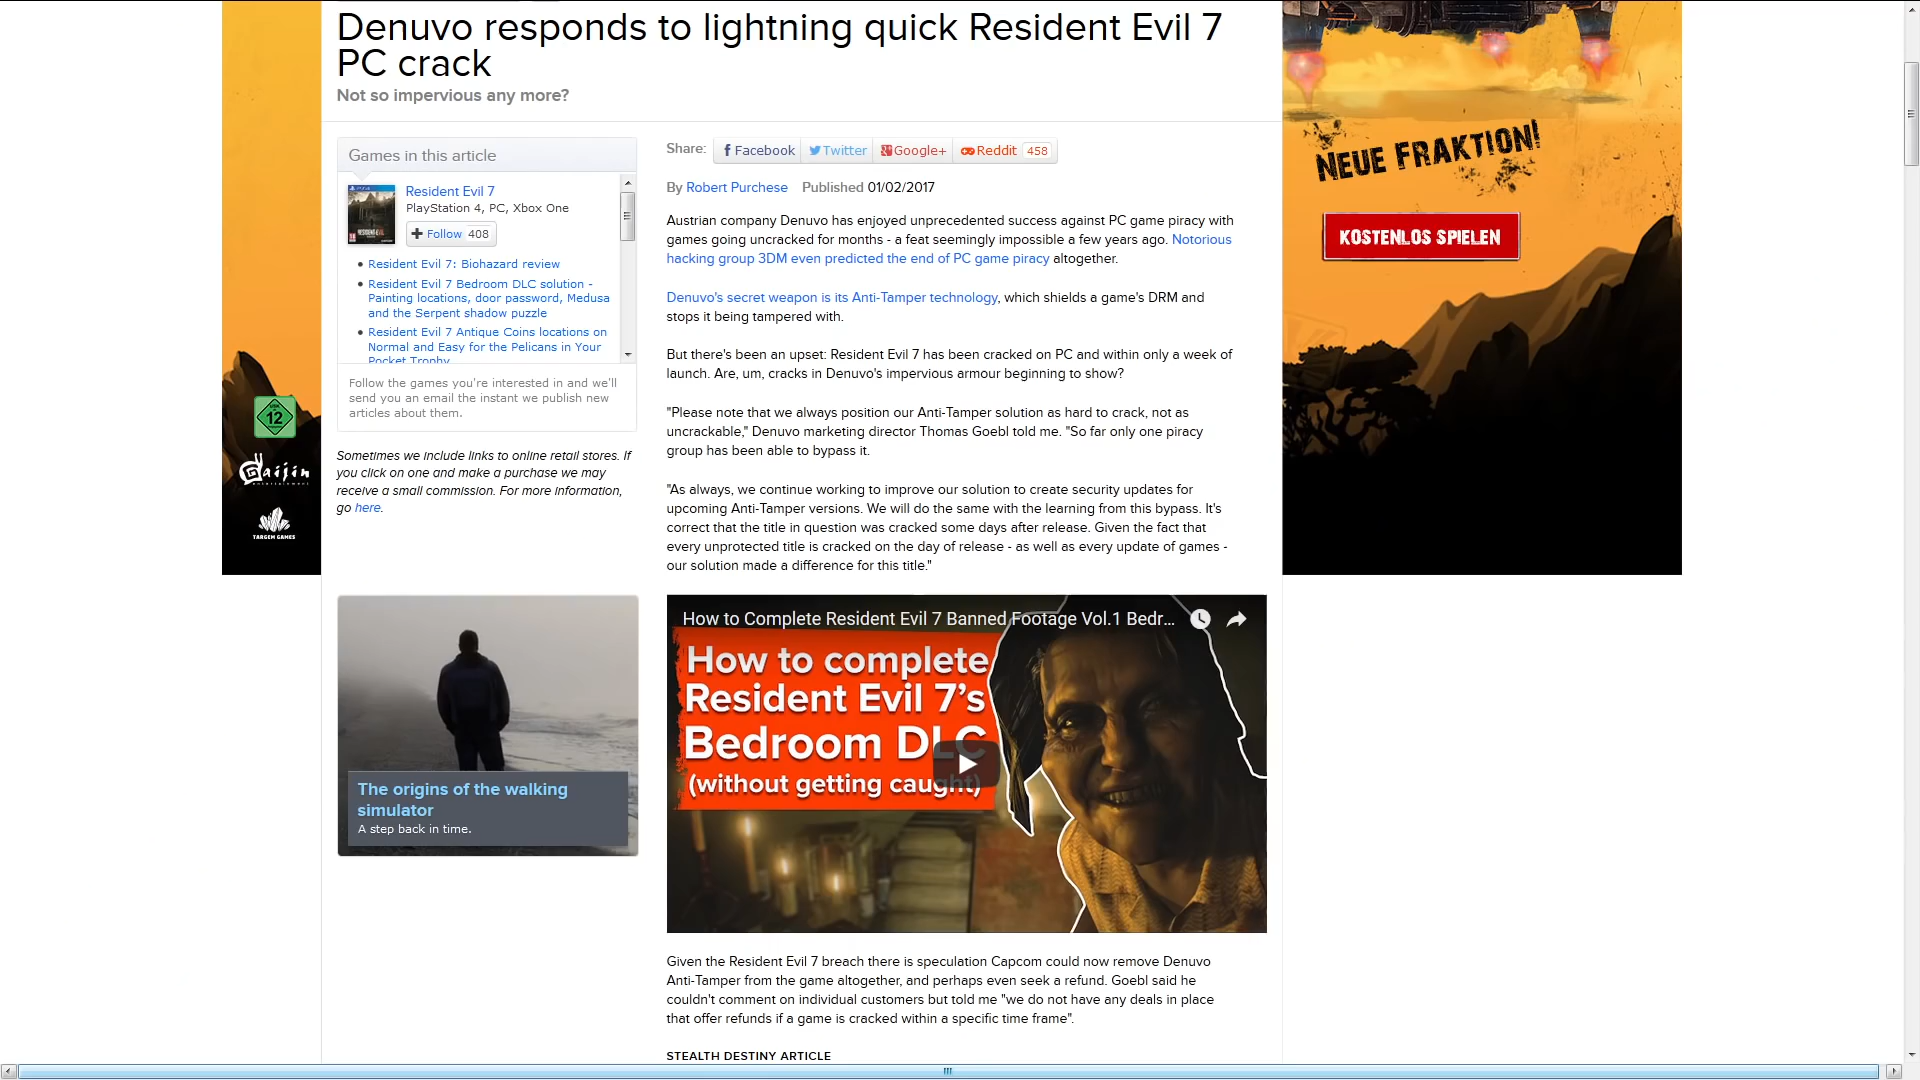 Denuvo responds to lightning quick Resident Evil 7
PC crack
Not so impervious any more?
Games in this article
Resident Evil 7
PlayStation 4, PC, Xbox One
Follow 408
Resident Evil 7: Biohazard review
Resident Evil 7 Bedroom DLC solution -
Painting locations, door password, Medusa
and the Serpent shadow puzzle
Resident Evil 7 Antique Coins locations on
Normal and Easy for the Pelicans in Your
Pocket Trophy
Follow the games you're interested in and we'll
send you an email the instant we publish new
articles about them.
Sometimes we include links to online retail stores. If
you click on one and make a purchase we may
receive a small commission. For more information,
go here.
The origins of the walking
simulator
A step back in time.
Share: Facebook Twitter Google+ Reddit 458
By Robert Purchese Published 01/02/2017
Austrian company Denuvo has enjoyed unprecedented success against PC game piracy with
games going uncracked for months - a feat seemingly impossible a few years ago. Notorious
hacking group 3DM even predicted the end of PC game piracy altogether.
Denuvo's secret weapon is its Anti-Tamper technology, which shields a game's DRM and
stops it being tampered with.
But there's been an upset: Resident Evil 7 has been cracked on PC and within only a week of
launch. Are, um, cracks in Denuvo's impervious armour beginning to show?
"Please note that we always position our Anti-Tamper solution as hard to crack, not as
uncrackable," Denuvo marketing director Thomas Goebl told me. "So far only one piracy
group has been able to bypass it.
"As always, we continue working to improve our solution to create security updates for
upcoming Anti-Tamper versions. We will do the same with the learning from this bypass. It's
correct that the title in question was cracked some days after release. Given the fact that
every unprotected title is cracked on the day of release - as well as every update of games -
our solution made a difference for this title."
How to Complete Resident Evil 7 Banned Footage Vol.1 Bedr...
How to complete
Resident Evil 7's
Bedroom DLC
(without getting caught)
Given the Resident Evil 7 breach there is speculation Capcom could now remove Denuvo
Anti-Tamper from the game altogether, and perhaps even seek a refund. Goebl said he
couldn't comment on individual customers but told me "we do not have any deals in place
that offer refunds if a game is cracked within a specific time frame".
STEALTH DESTINY ARTICLE
12
Gaijin
entertainment
TARGEM GAMES
NEUE FRAKTION!
KOSTENLOS SPIELEN